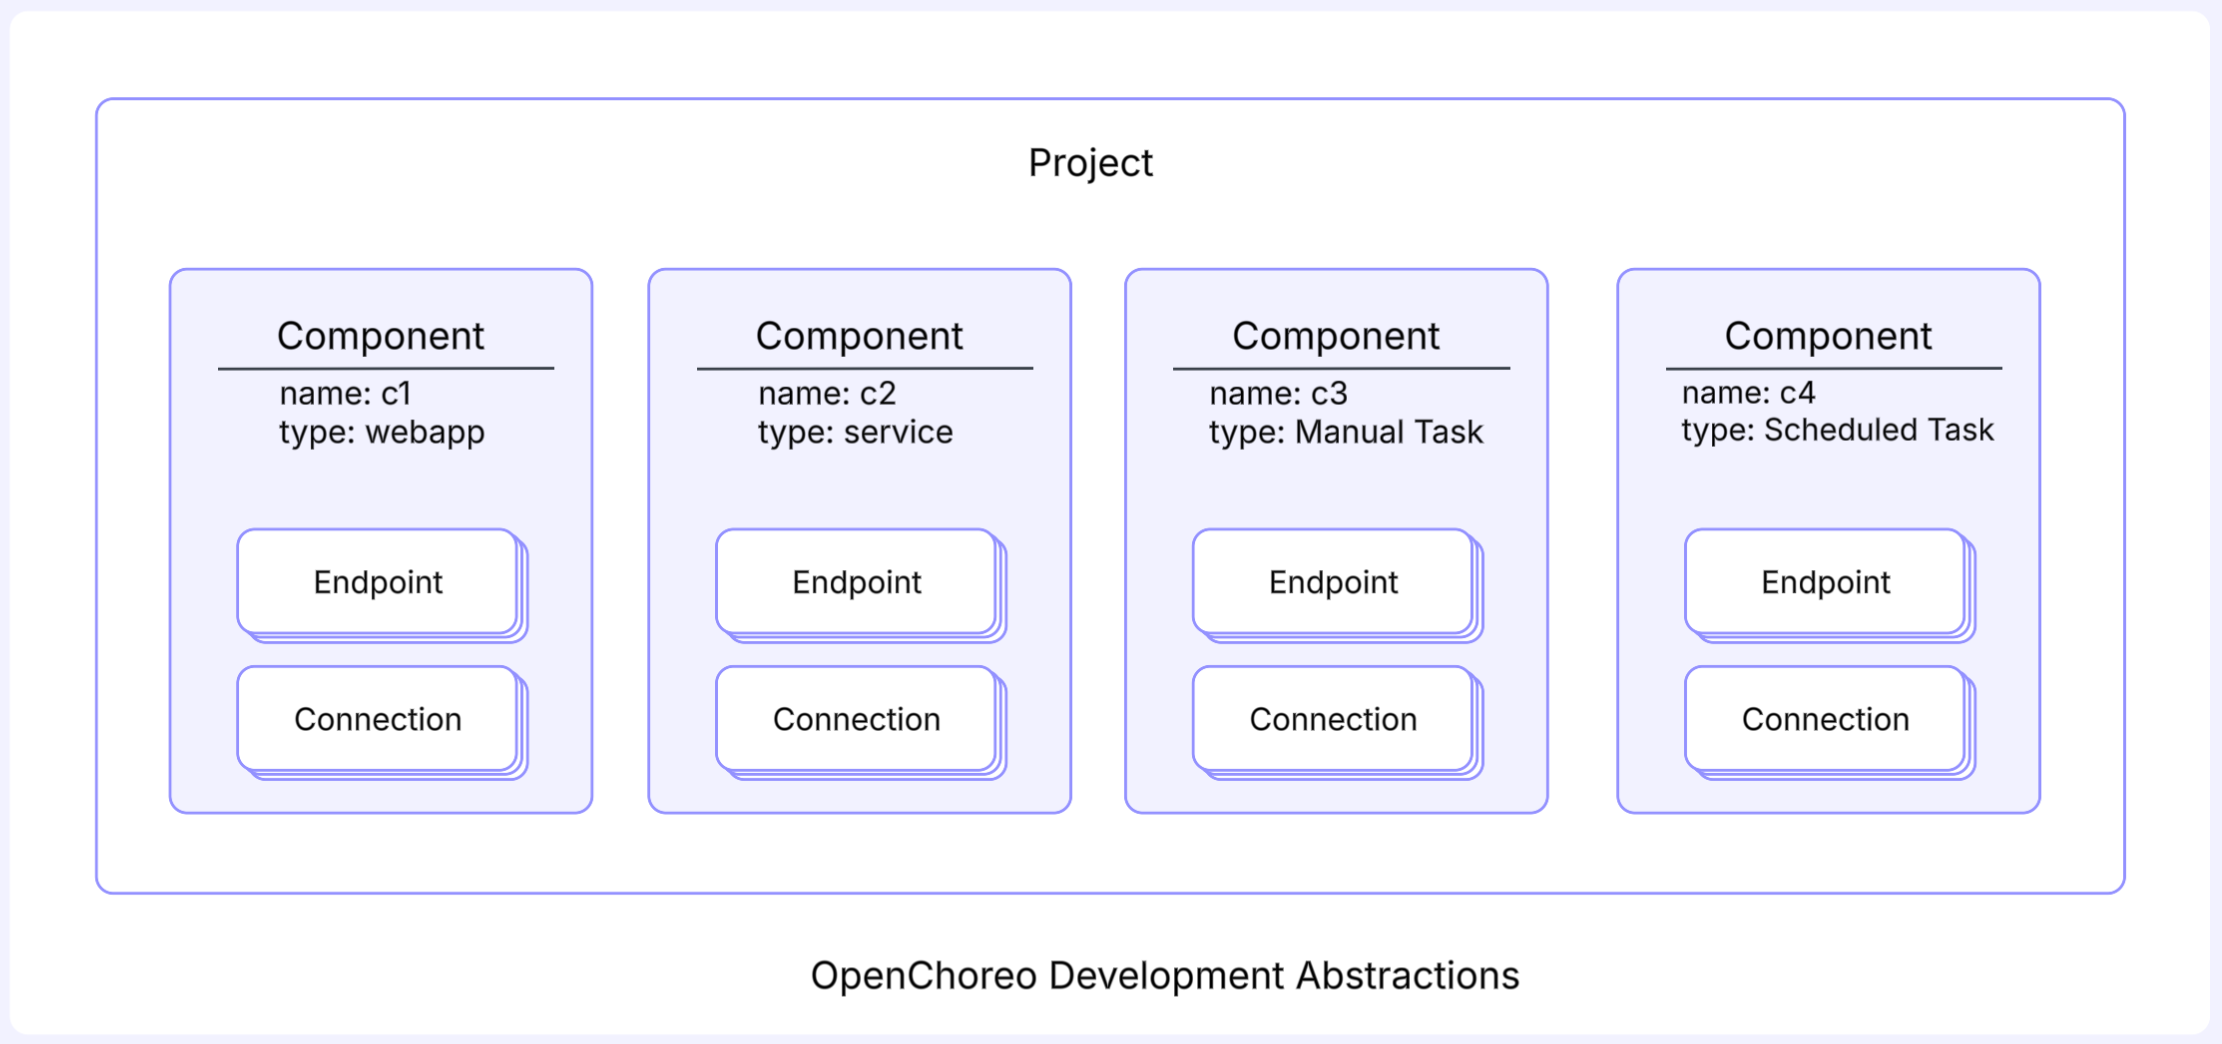 Project
Component
name: c1
type: webapp
Endpoint
Connection
Component
name: c2
type: service
Endpoint
Connection
Component
name: c3
type: Manual Task
Endpoint
Connection
Component
name: c4
type: Scheduled Task
Endpoint
Connection
OpenChoreo Development Abstractions